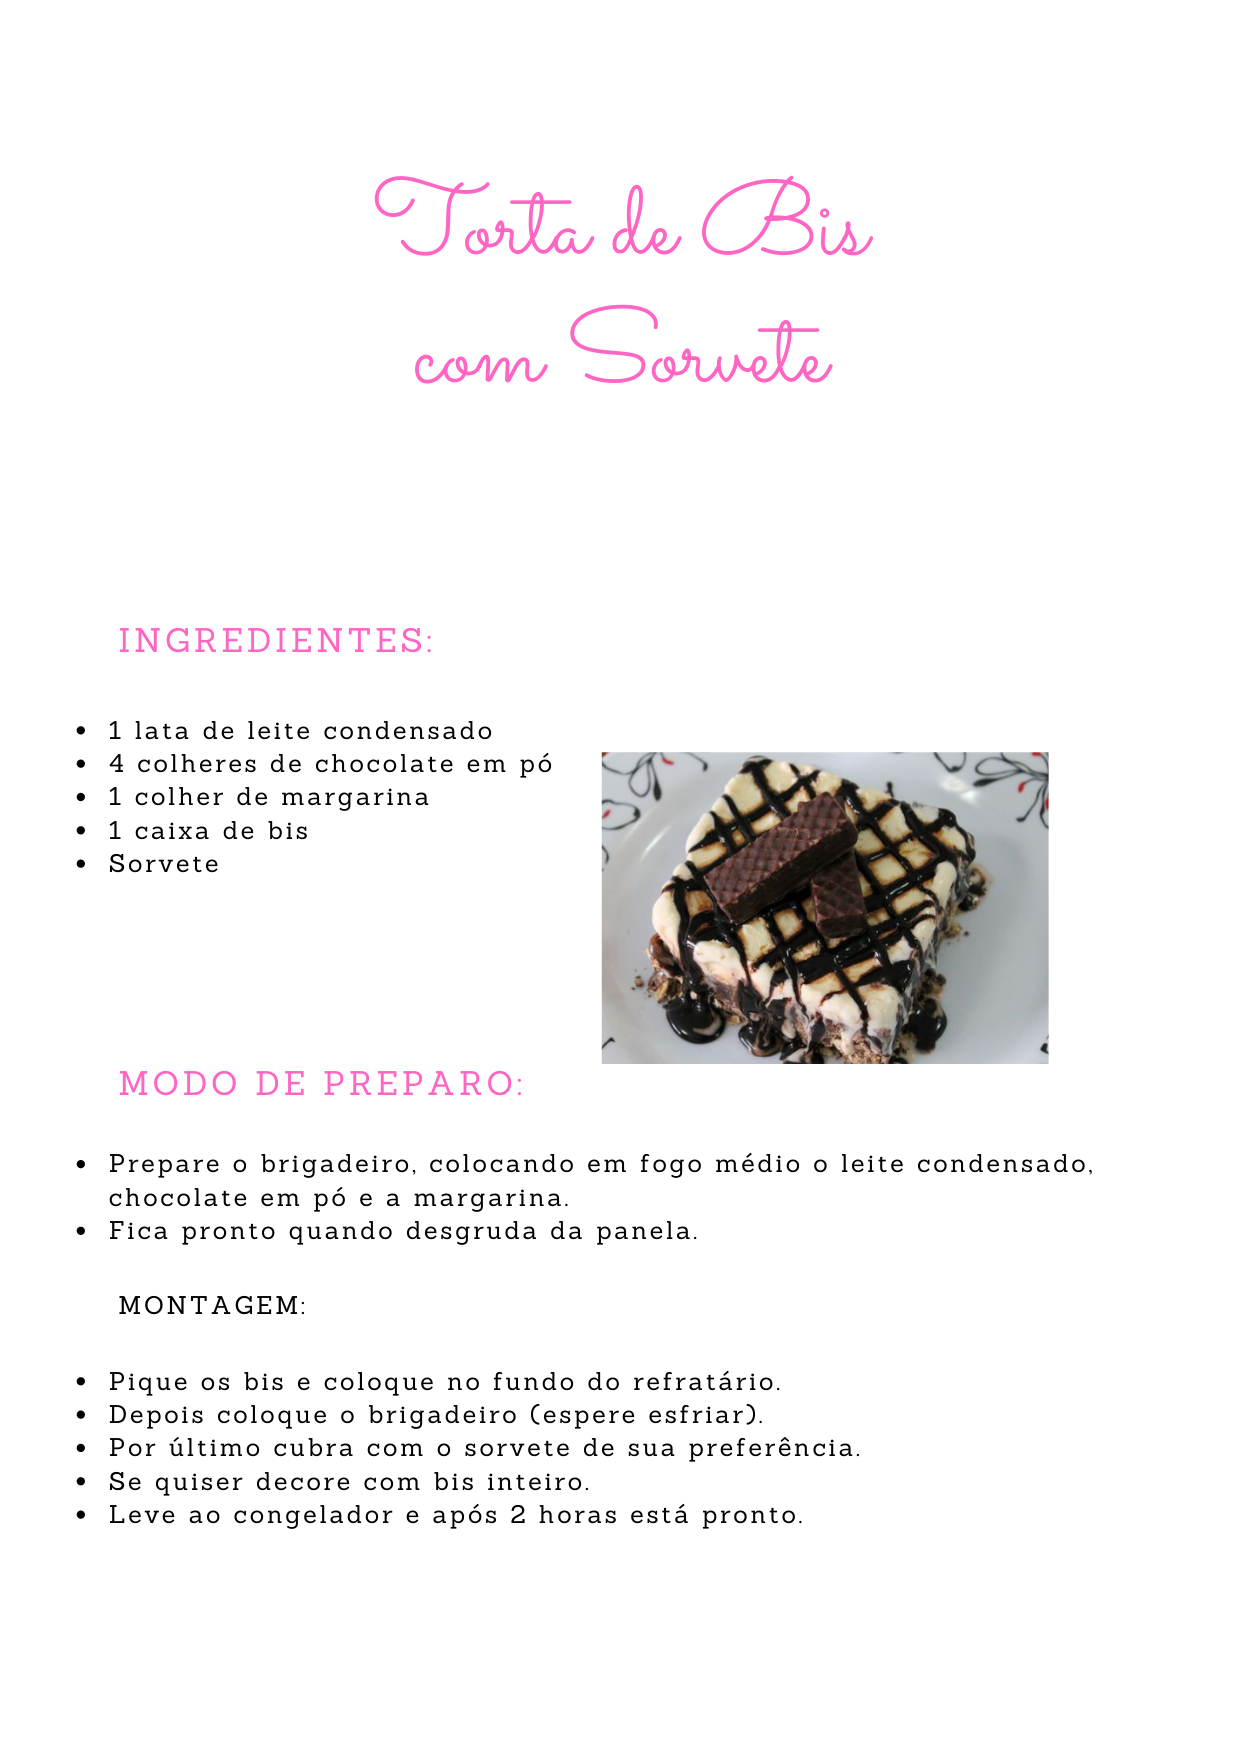 Torta de Bis
com Sorvete
INGREDIENTES:
• 1 lata de leite condensado
• 4 colheres de chocolate em pó
• 1 colher de margarina
• 1 caixa de bis
• Sorvete
MODO DE PREPARO:
• Prepare o brigadeiro, colocando em fogo médio o leite condensado,
chocolate em pó e a margarina.
• Fica pronto quando desgruda da panela.
MONTAGEM:
• Pique os bis e coloque no fundo do refratário.
• Depois coloque o brigadeiro (espere esfriar).
• Por último cubra com o sorvete de sua preferência.
• Se quiser decore com bis inteiro.
• Leve ao congelador e após 2 horas está pronto.